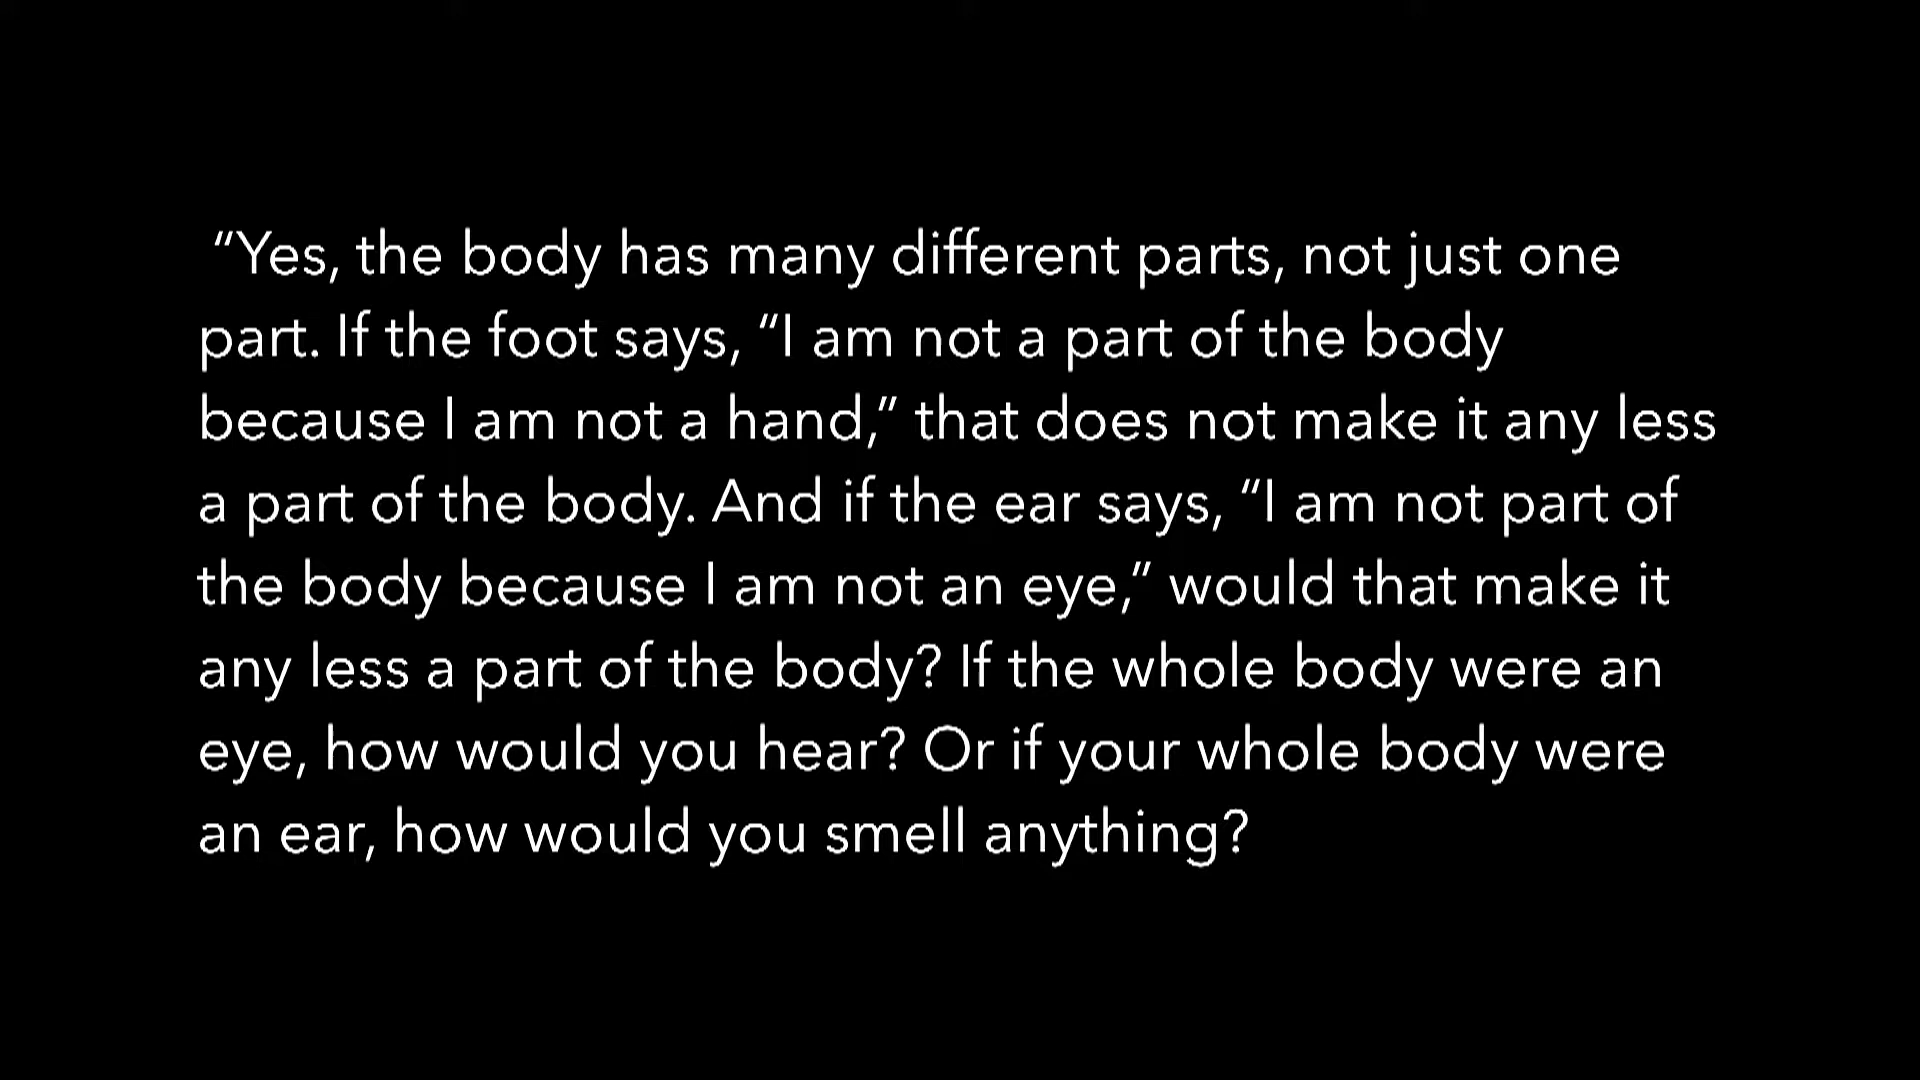 “Yes, the body has many different parts, not just one
part. If the foot says, “I am not a part of the body
because I am not a hand,” that does not make it any less
a part of the body. And if the ear says, “I am not part of
the body because I am not an eye,” would that make it
any less a part of the body? If the whole body were an
eye, how would you hear? Or if your whole body were
an ear, how would you smell anything?